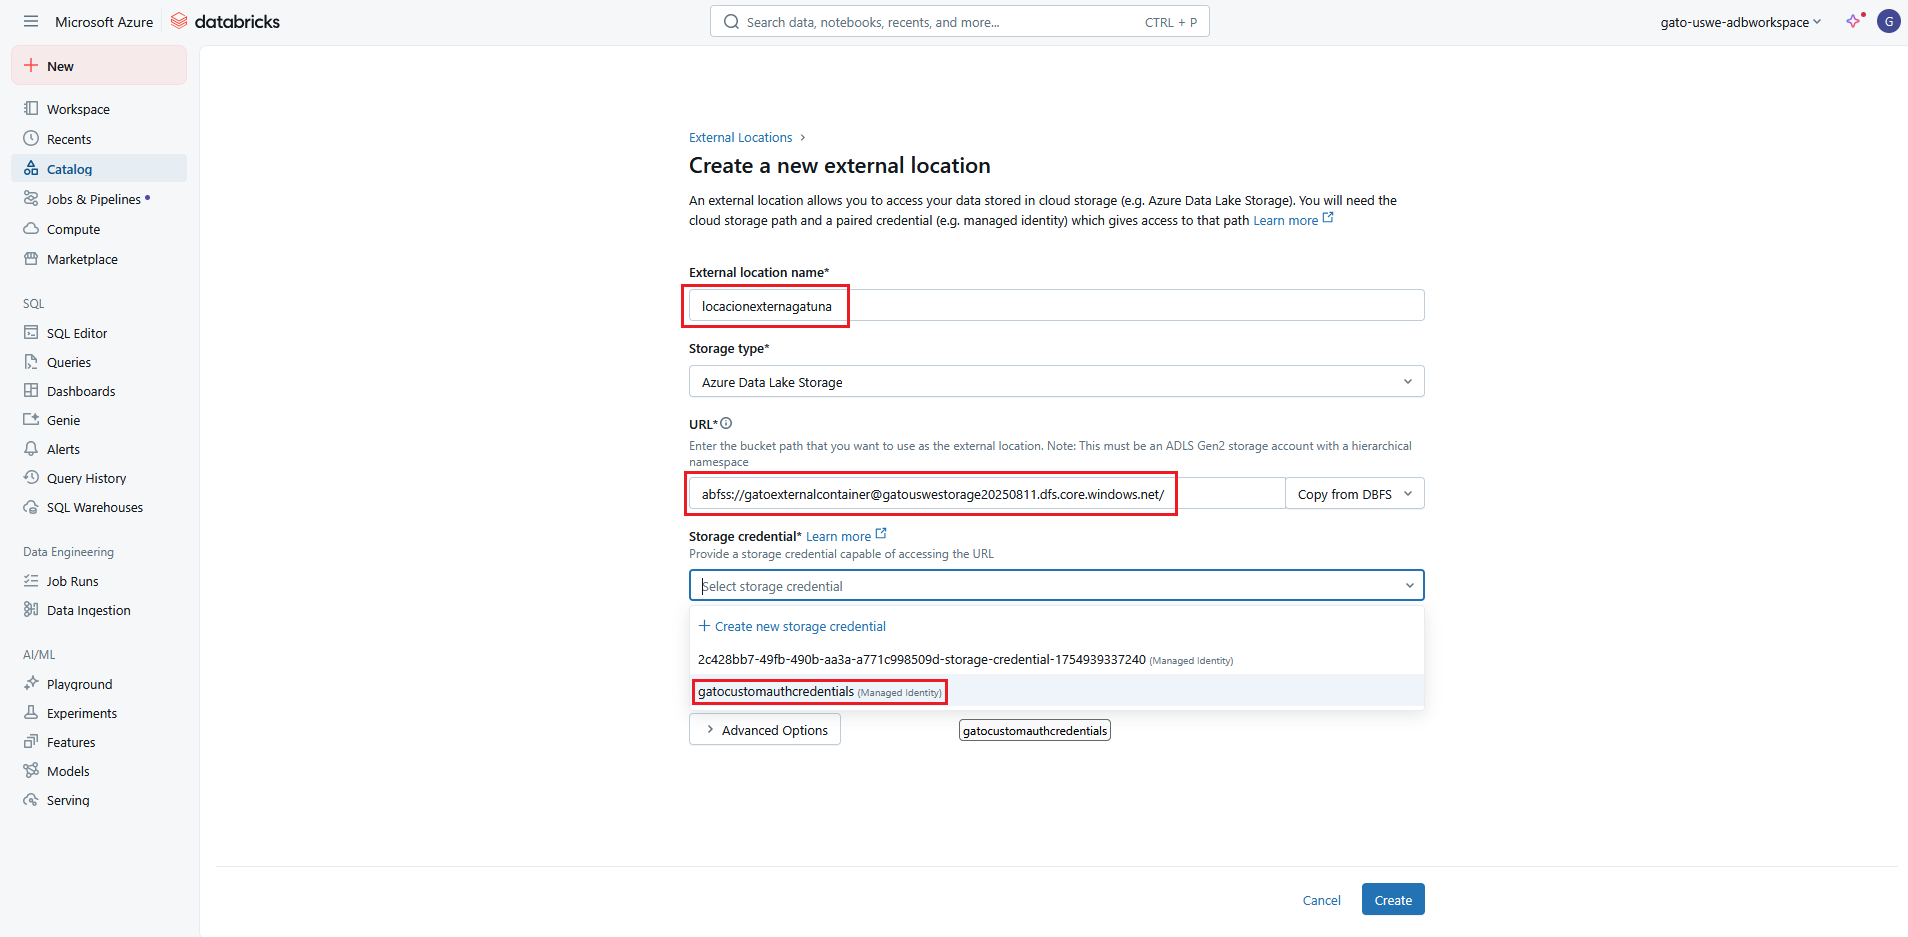 Microsoft Azure databricks
Search data, notebooks, recents, and more... CTRL + P
gato-uswe-adbworkspace
G
New
Workspace
Recents
Catalog
Jobs & Pipelines
Compute
Marketplace
SQL
SQL Editor
Queries
Dashboards
Genie
Alerts
Query History
SQL Warehouses
Data Engineering
Job Runs
Data Ingestion
AI/ML
Playground
Experiments
Features
Models
Serving
External Locations >
Create a new external location
An external location allows you to access your data stored in cloud storage (e.g. Azure Data Lake Storage). You will need the
cloud storage path and a paired credential (e.g. managed identity) which gives access to that path Learn more
External location name*
locacionexternagatuna
Storage type*
Azure Data Lake Storage
URL*
Enter the bucket path that you want to use as the external location. Note: This must be an ADLS Gen2 storage account with a hierarchical
namespace
abfss://gatoexternalcontainer@gatouswestorage20250811.dfs.core.windows.net/
Copy from DBFS
Storage credential* Learn more
Provide a storage credential capable of accessing the URL
Select storage credential
+ Create new storage credential
2c428bb7-49fb-490b-aa3a-a771c998509d-storage-credential-1754939337240 (Managed Identity)
gatocustomauthcredentials (Managed Identity)
> Advanced Options
gatocustomauthcredentials
Cancel
Create